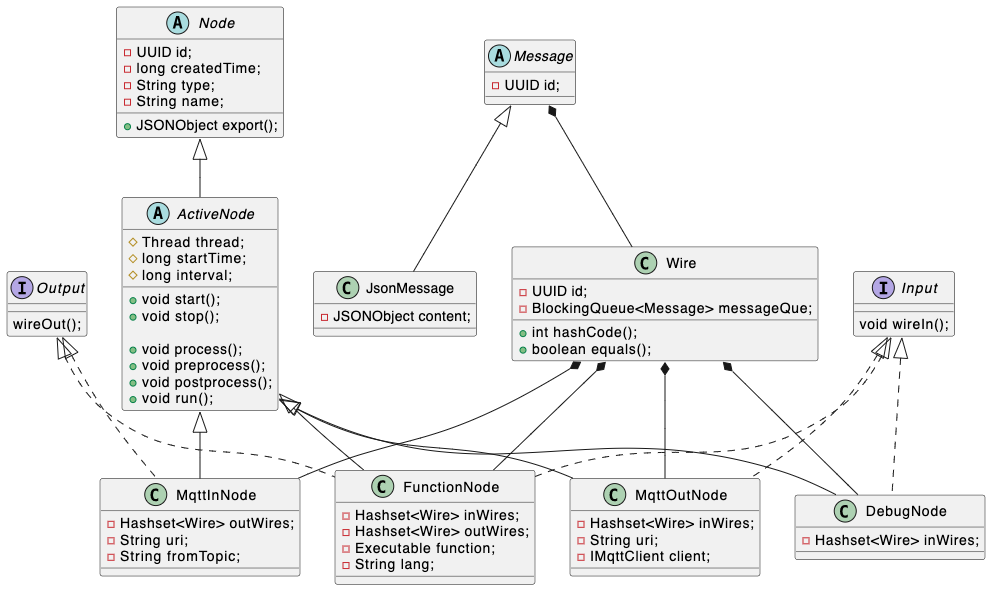 A Node
UUID id;
long createdTime;
String type;
String name;
JSONObject export();
A Message
UUID id;
A ActiveNode
Thread thread;
long startTime;
long interval;
void start();
void stop();
void process();
void preprocess();
void postprocess();
void run();
I Output
wireOut();
C JsonMessage
JSONObject content;
C Wire
UUID id;
BlockingQueue<Message> messageQue;
int hashCode();
boolean equals();
I Input
void wireIn();
C MqttInNode
Hashset<Wire> outWires;
String uri;
String fromTopic;
C FunctionNode
Hashset<Wire> inWires;
Hashset<Wire> outWires;
Executable function;
String lang;
C MqttOutNode
Hashset<Wire> inWires;
String uri;
IMqttClient client;
C DebugNode
Hashset<Wire> inWires;